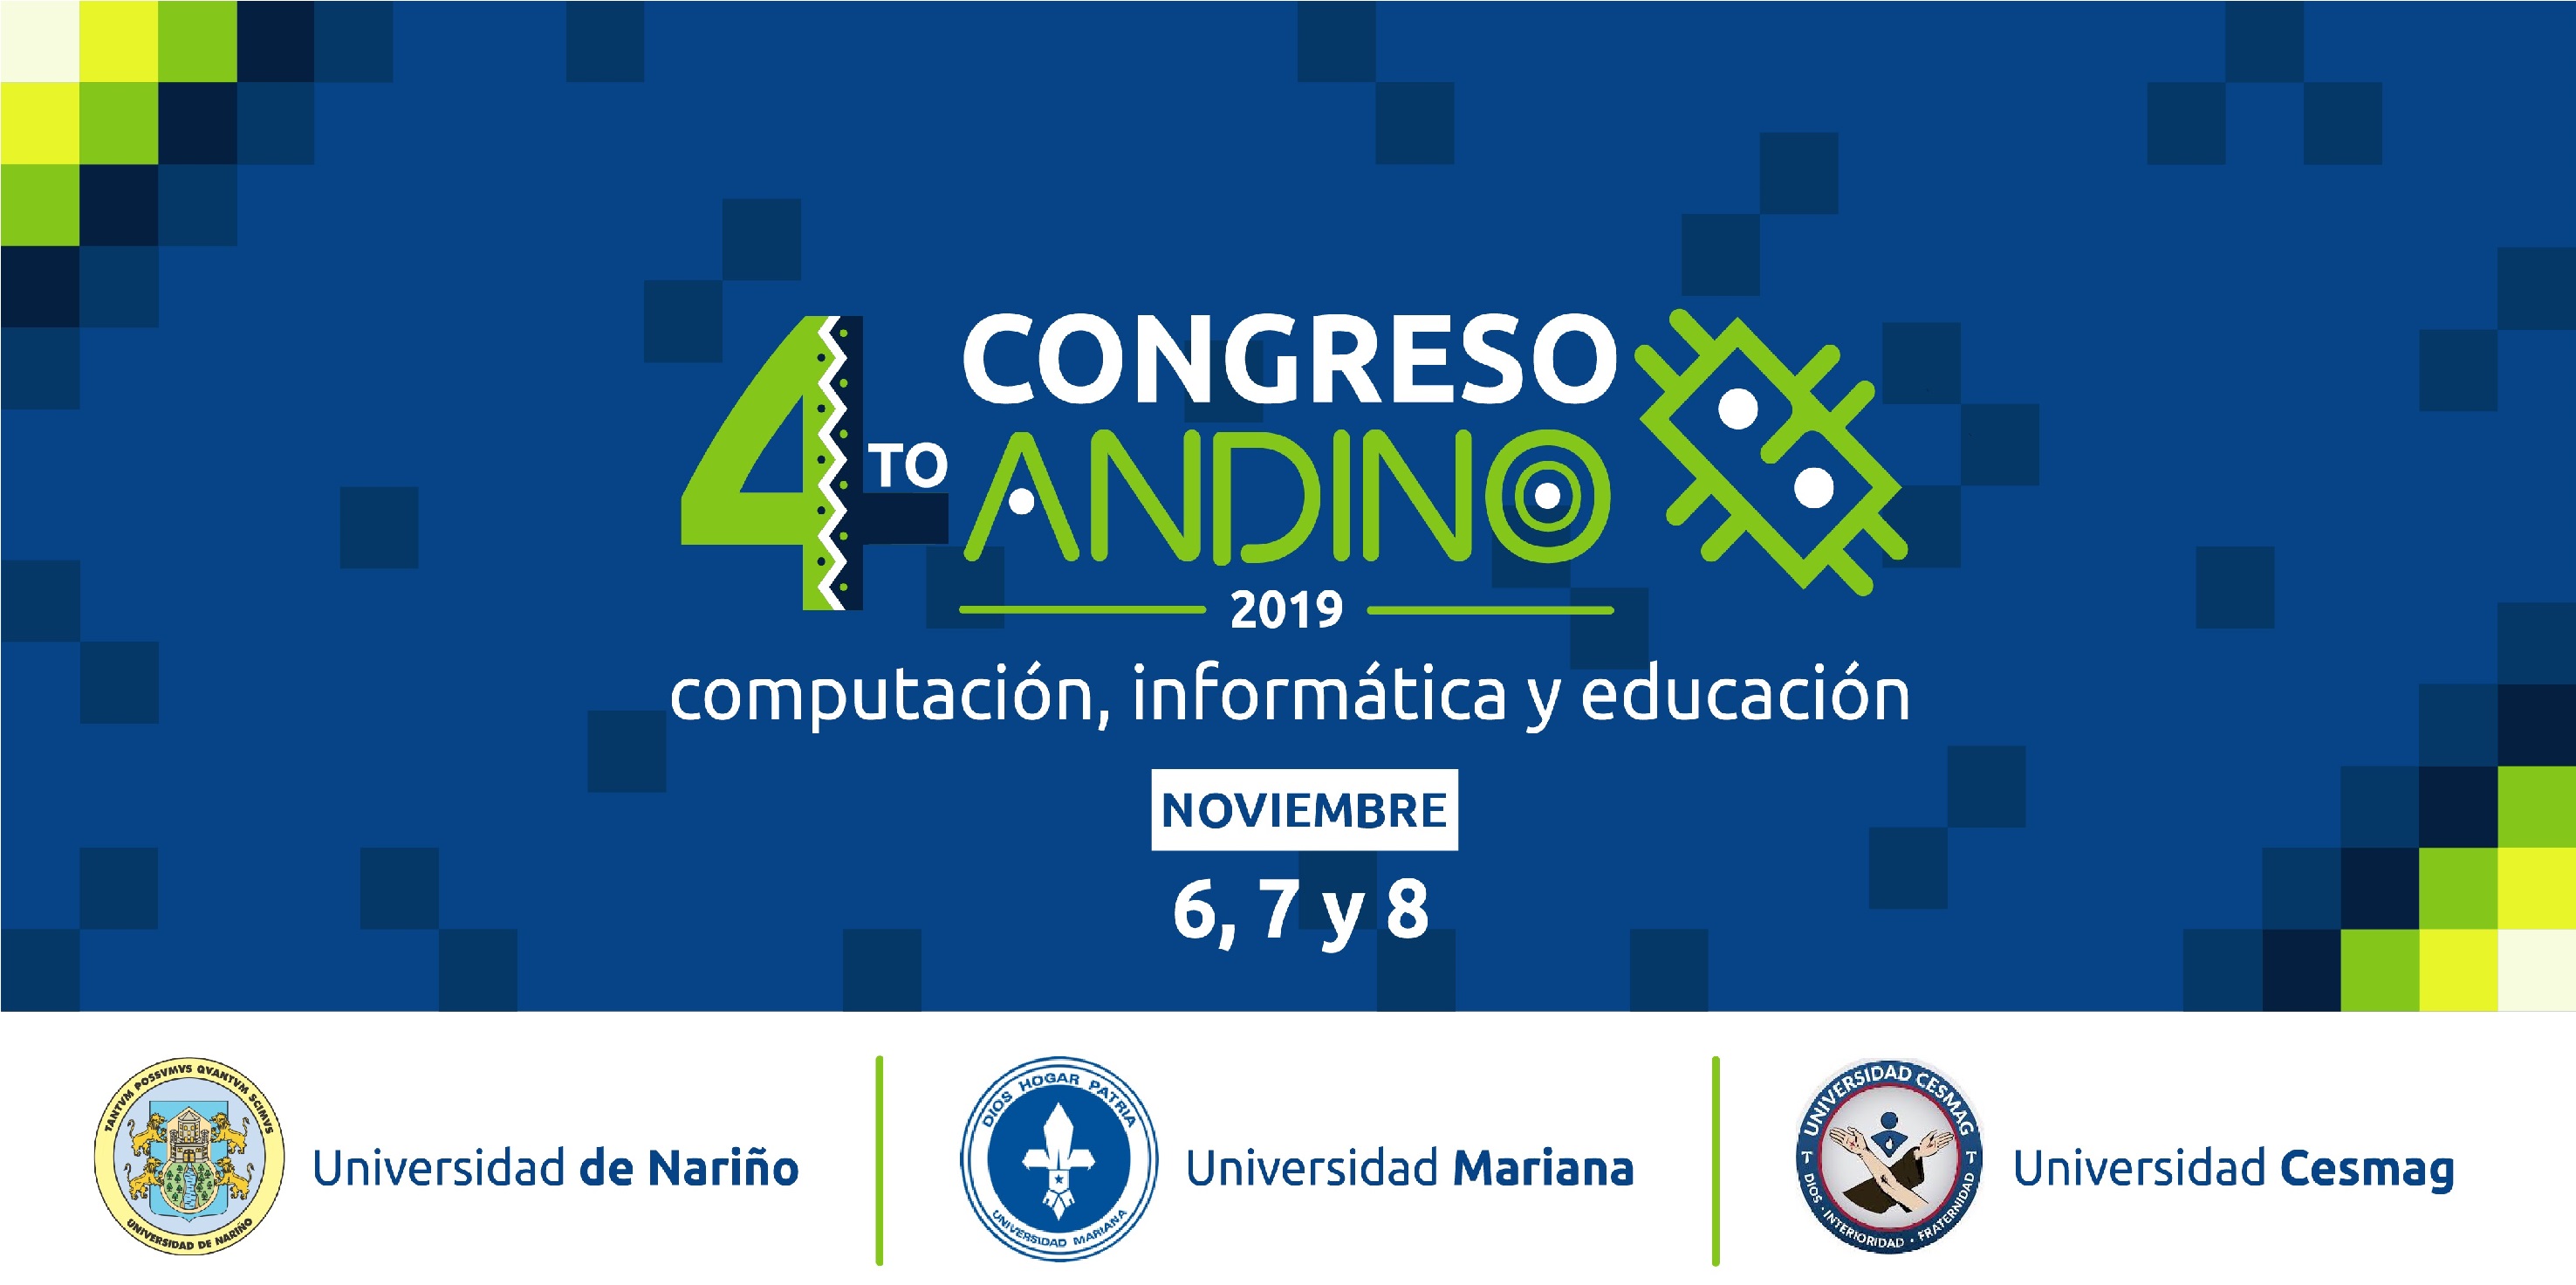 4TO CONGRESO
ANDINO
2019
computación, informática y educación
NOVIEMBRE
6, 7 y 8
TANTVM POSSVMVS QVANTVM SCIMVS
UNIVERSIDAD DE NARIÑO
Universidad de Nariño
DIOS HOGAR PATRIA
UNIVERSIDAD MARIANA
Universidad Mariana
UNIVERSIDAD CESMAG
DIOS · INTERIORIDAD · FRATERNIDAD
Universidad Cesmag